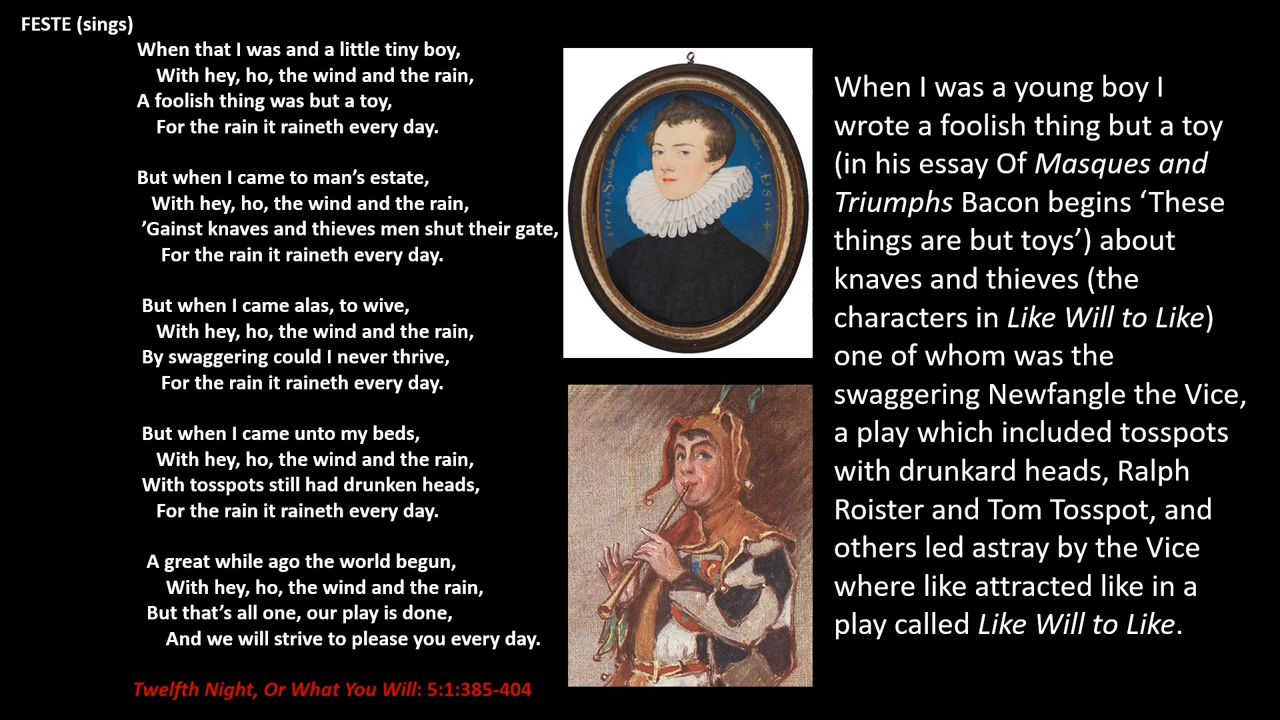 FESTE (sings)
When that I was and a little tiny boy,
With hey, ho, the wind and the rain,
A foolish thing was but a toy,
For the rain it raineth every day.
But when I came to man’s estate,
With hey, ho, the wind and the rain,
’Gainst knaves and thieves men shut their gate,
For the rain it raineth every day.
But when I came alas, to wive,
With hey, ho, the wind and the rain,
By swaggering could I never thrive,
For the rain it raineth every day.
But when I came unto my beds,
With hey, ho, the wind and the rain,
With tosspots still had drunken heads,
For the rain it raineth every day.
A great while ago the world begun,
With hey, ho, the wind and the rain,
But that’s all one, our play is done,
And we will strive to please you every day.
Twelfth Night, Or What You Will: 5:1:385-404
When I was a young boy I
wrote a foolish thing but a toy
(in his essay Of Masques and
Triumphs Bacon begins ‘These
things are but toys’) about
knaves and thieves (the
characters in Like Will to Like)
one of whom was the
swaggering Newfangle the Vice,
a play which included tosspots
with drunkard heads, Ralph
Roister and Tom Tosspot, and
others led astray by the Vice
where like attracted like in a
play called Like Will to Like.